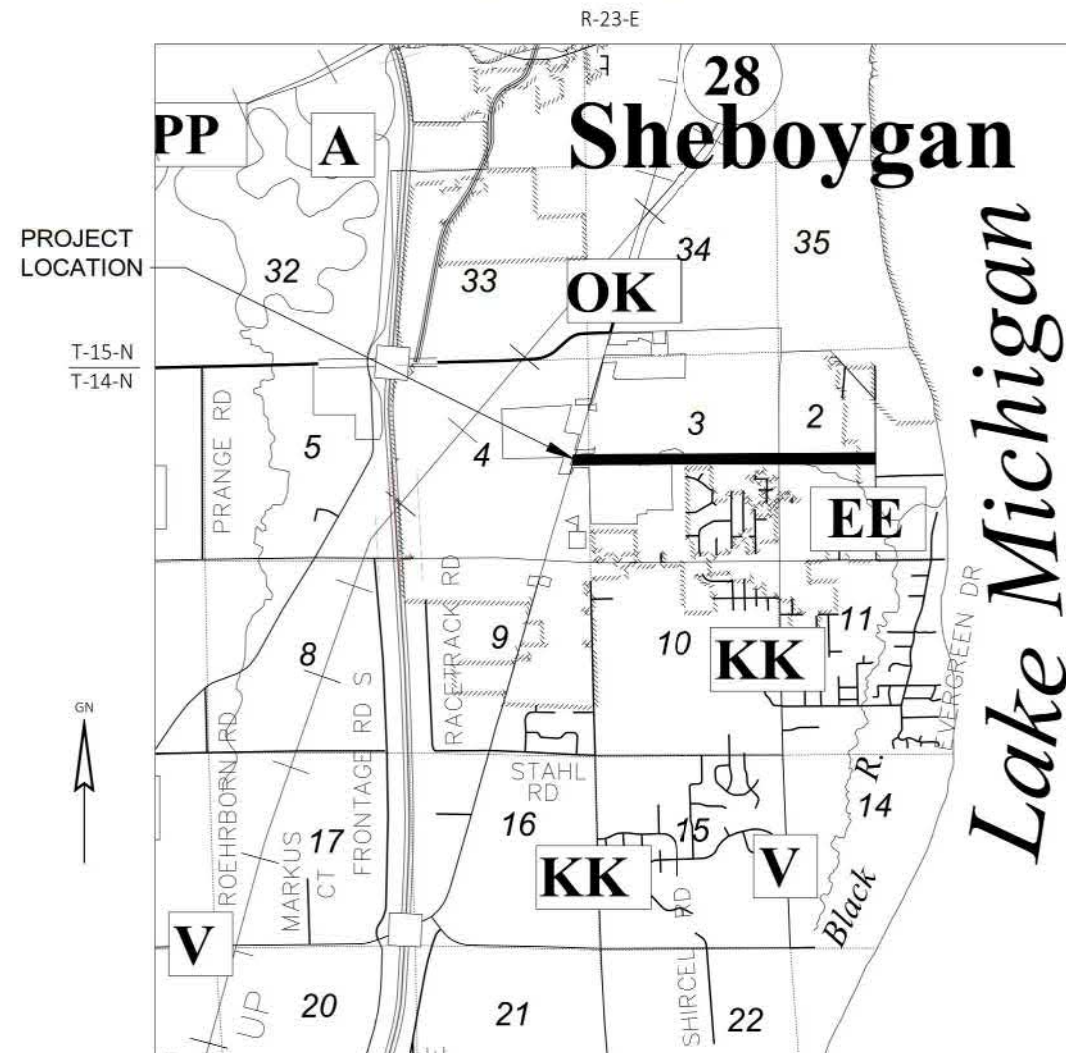 R-23-E
28
Sheboygan
PP
A
PROJECT
LOCATION
32
33
34
35
OK
T-15-N
T-14-N
Lake Michigan
PRANGE RD
5
4
3
2
EE
8
9
10
11
RACETRACK RD
KK
EVERGREEN DR
GN
ROEHRBORN RD
FRONTAGE RD S
STAHL
RD
MARKUS
CT
17
16
15
14
KK
V
Black R.
RD
SHIRCEL
V
UP
20
21
22